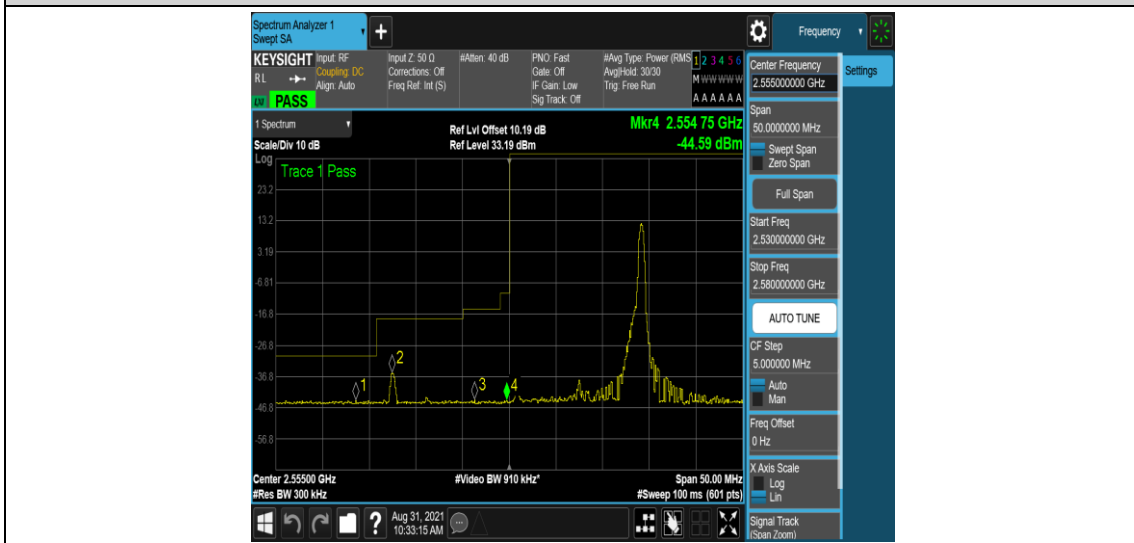 Spectrum Analyzer 1
Swept SA
Frequency
KEYSIGHT
RL
PASS
Input: RF
Coupling: DC
Align: Auto
Input Z: 50 Ω
Corrections: Off
Freq Ref: Int (S)
#Atten: 40 dB
PNO: Fast
Gate: Off
IF Gain: Low
Sig Track: Off
#Avg Type: Power (RMS
Avg|Hold: 30/30
Trig: Free Run
1 2 3 4 5 6
M W W W W W
A A A A A A
Center Frequency
2.555000000 GHz
Settings
1 Spectrum
Scale/Div 10 dB
Ref Lvl Offset 10.19 dB
Ref Level 33.19 dBm
Mkr4 2.554 75 GHz
-44.59 dBm
Log
Trace 1 Pass
23.2
13.2
3.19
-6.81
-16.8
-26.8
-36.8
-46.8
-56.8
1
2
3
4
Center 2.55500 GHz
#Res BW 300 kHz
#Video BW 910 kHz*
Span 50.00 MHz
#Sweep 100 ms (601 pts)
Span
50.0000000 MHz
Swept Span
Zero Span
Full Span
Start Freq
2.530000000 GHz
Stop Freq
2.580000000 GHz
AUTO TUNE
CF Step
5.000000 MHz
Auto
Man
Freq Offset
0 Hz
X Axis Scale
Log
Lin
Signal Track
(Span Zoom)
?
Aug 31, 2021
10:33:15 AM